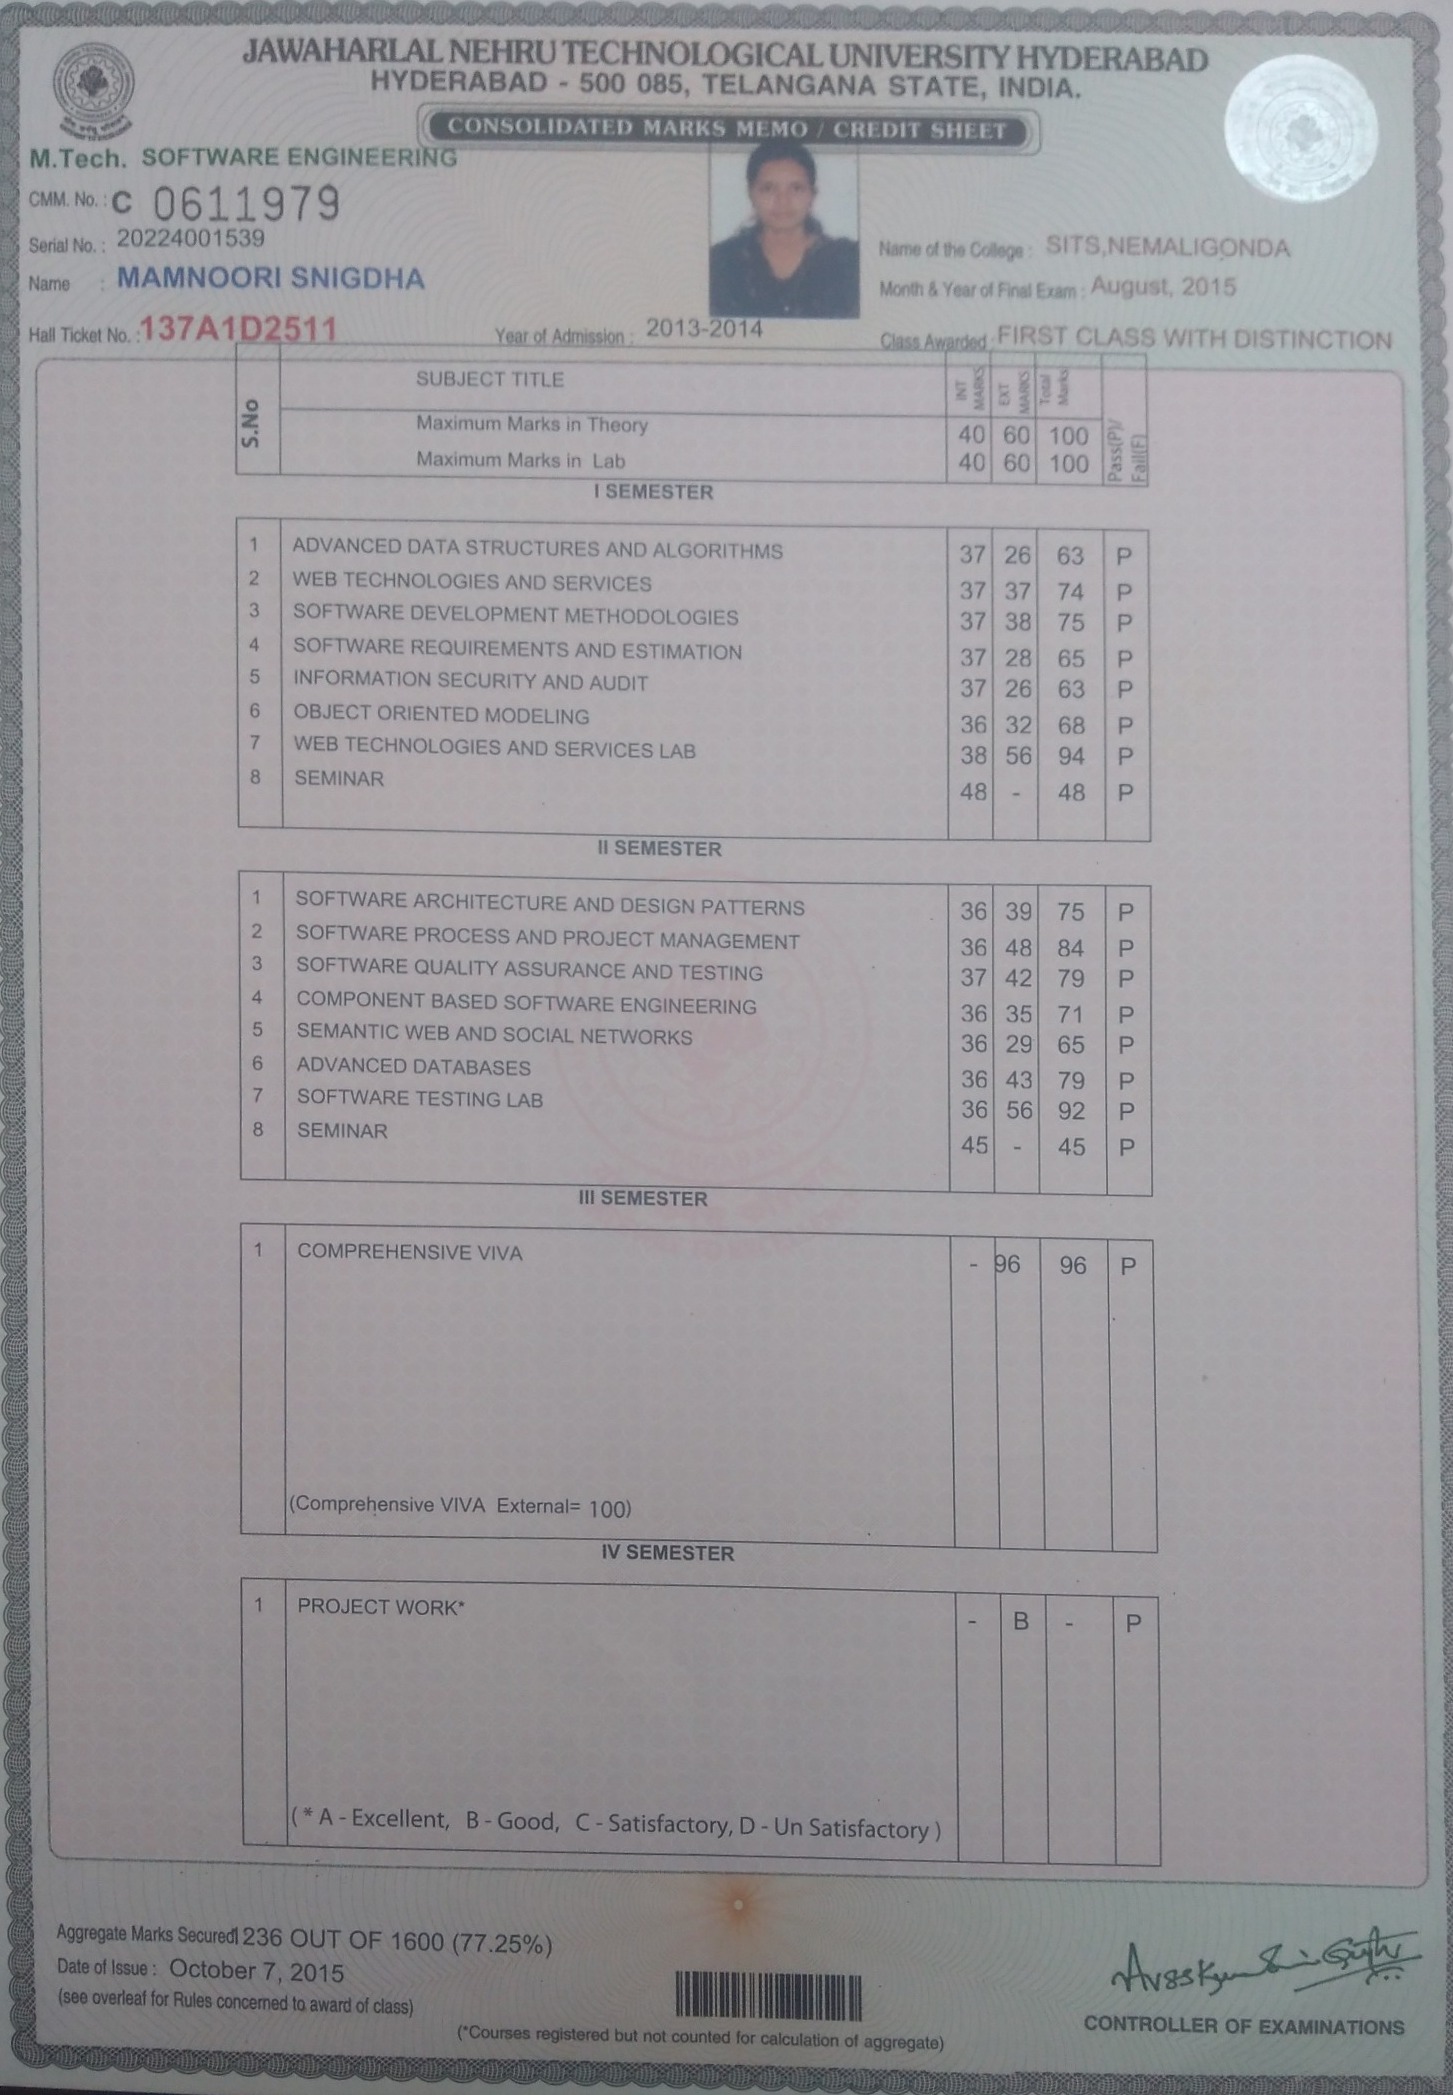 JAWAHARLAL NEHRU TECHNOLOGICAL UNIVERSITY HYDERABAD
HYDERABAD - 500 085, TELANGANA STATE, INDIA.
CONSOLIDATED MARKS MEMO / CREDIT SHEET
M.Tech. SOFTWARE ENGINEERING
CMM. No. : C 0611979
Serial No. : 20224001539
Name : MAMNOORI SNIGDHA
Hall Ticket No. : 137A1D2511
Year of Admission : 2013-2014
Name of the College : SITS,NEMALIGONDA
Month & Year of Final Exam : August, 2015
Class Awarded : FIRST CLASS WITH DISTINCTION
S.No SUBJECT TITLE INT MARKS EXT MARKS Total Marks Pass(P)/ Fail(F)
Maximum Marks in Theory 40 60 100
Maximum Marks in Lab 40 60 100
I SEMESTER
1 ADVANCED DATA STRUCTURES AND ALGORITHMS 37 26 63 P
2 WEB TECHNOLOGIES AND SERVICES 37 37 74 P
3 SOFTWARE DEVELOPMENT METHODOLOGIES 37 38 75 P
4 SOFTWARE REQUIREMENTS AND ESTIMATION 37 28 65 P
5 INFORMATION SECURITY AND AUDIT 37 26 63 P
6 OBJECT ORIENTED MODELING 36 32 68 P
7 WEB TECHNOLOGIES AND SERVICES LAB 38 56 94 P
8 SEMINAR 48 - 48 P
II SEMESTER
1 SOFTWARE ARCHITECTURE AND DESIGN PATTERNS 36 39 75 P
2 SOFTWARE PROCESS AND PROJECT MANAGEMENT 36 48 84 P
3 SOFTWARE QUALITY ASSURANCE AND TESTING 37 42 79 P
4 COMPONENT BASED SOFTWARE ENGINEERING 36 35 71 P
5 SEMANTIC WEB AND SOCIAL NETWORKS 36 29 65 P
6 ADVANCED DATABASES 36 43 79 P
7 SOFTWARE TESTING LAB 36 56 92 P
8 SEMINAR 45 - 45 P
III SEMESTER
1 COMPREHENSIVE VIVA - 96 96 P
(Comprehensive VIVA External= 100)
IV SEMESTER
1 PROJECT WORK* - B - P
( * A - Excellent, B - Good, C - Satisfactory, D - Un Satisfactory )
Aggregate Marks Secured 1236 OUT OF 1600 (77.25%)
Date of Issue : October 7, 2015
(see overleaf for Rules concerned to award of class)
(*Courses registered but not counted for calculation of aggregate)
CONTROLLER OF EXAMINATIONS